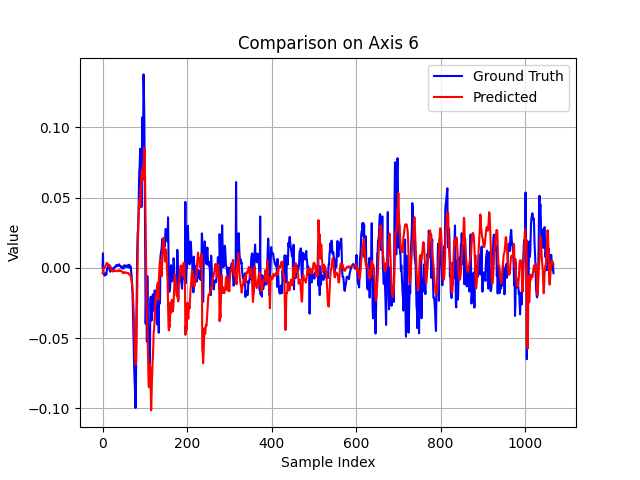 Comparison on Axis 6
Ground Truth
Predicted
0.10
0.05
0.00
−0.05
−0.10
Value
0 200 400 600 800 1000
Sample Index